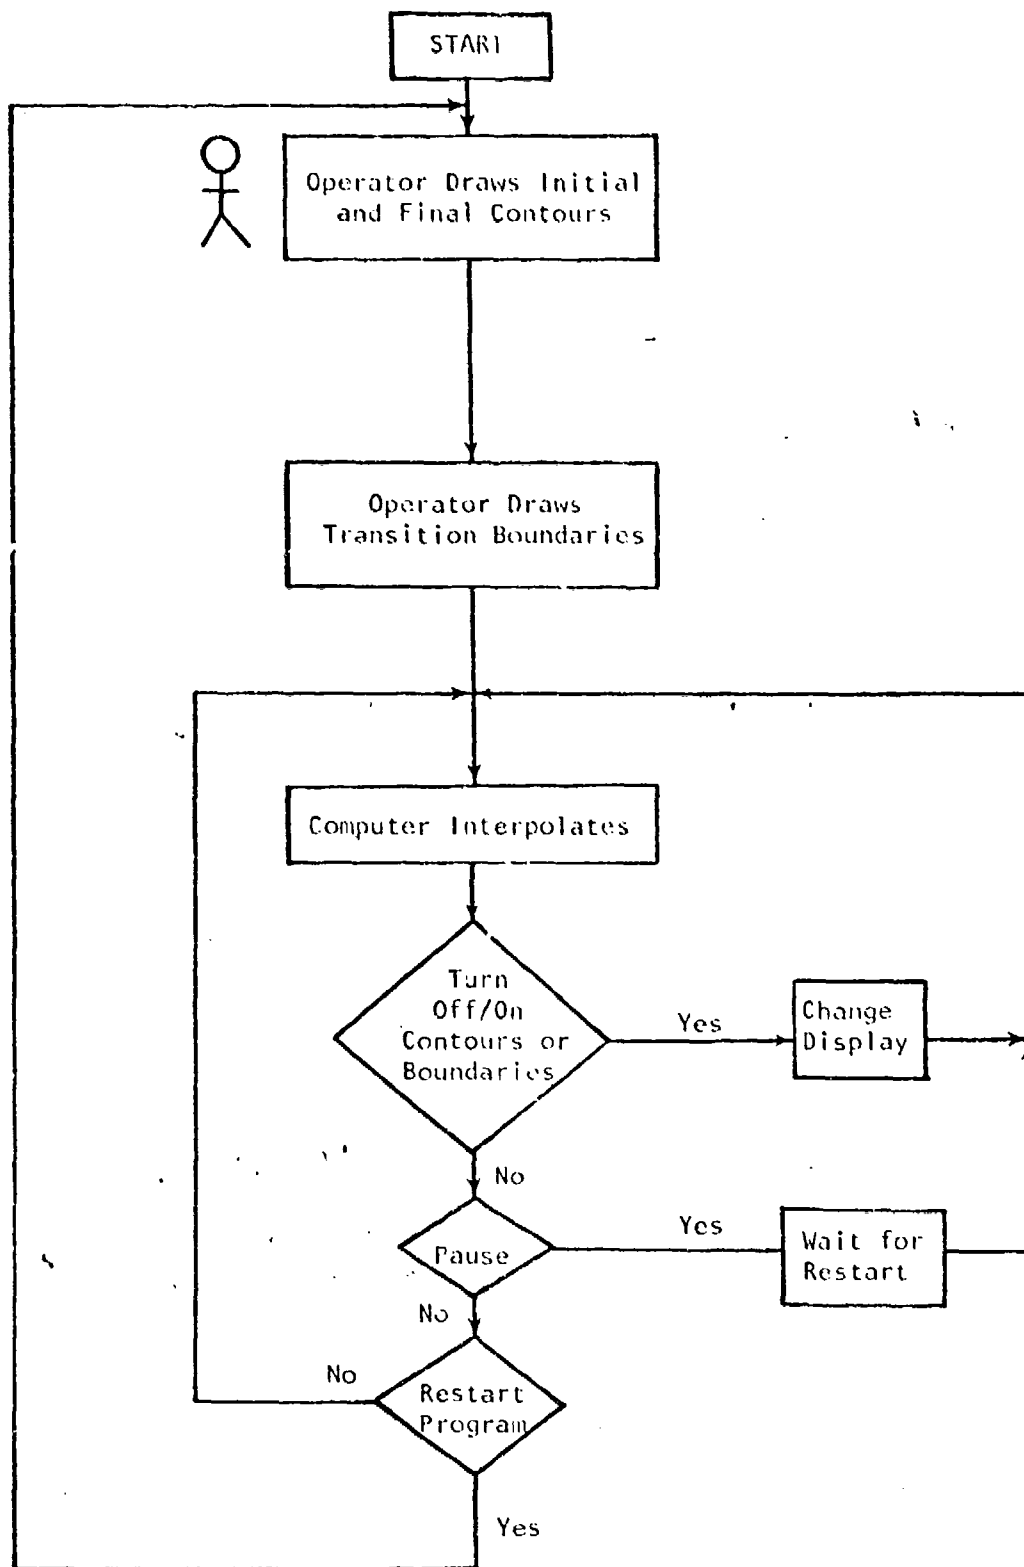 START
Operator Draws Initial
and Final Contours
Operator Draws
Transition Boundaries
Computer Interpolates
Turn
Off/On
Contours or
Boundaries
Yes
Change
Display
No
Pause
Yes
Wait for
Restart
No
Restart
Program
No
Yes